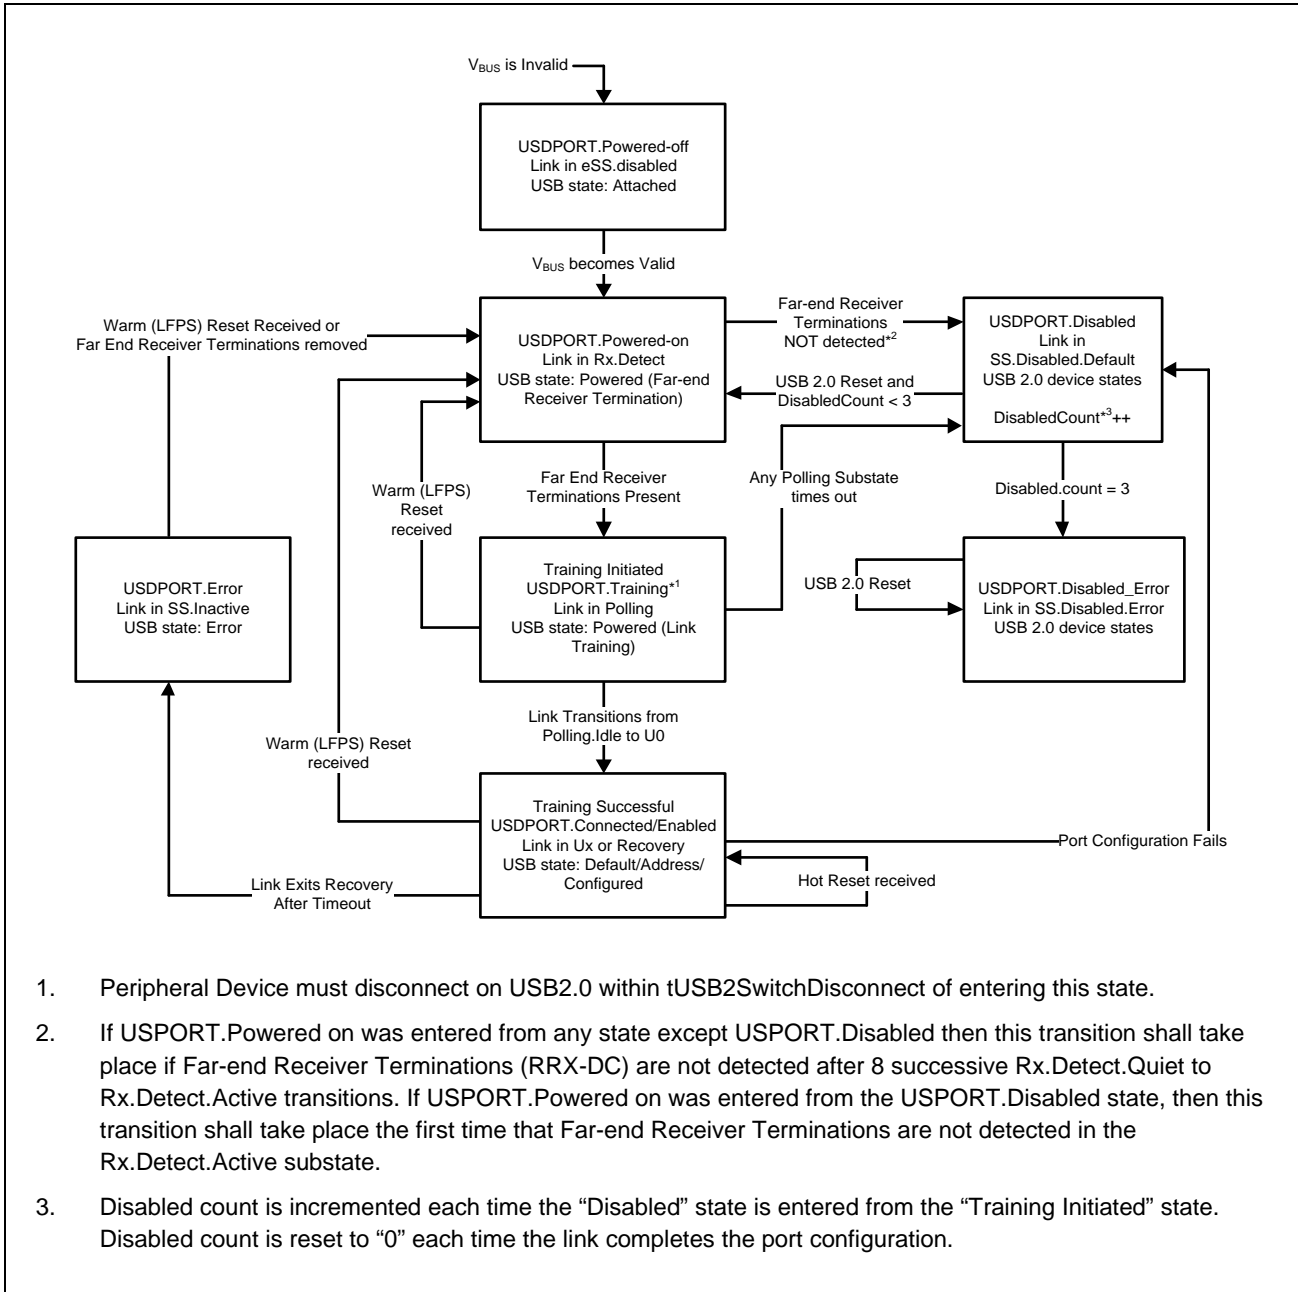 V_BUS is Invalid
USDPORT.Powered-off
Link in eSS.disabled
USB state: Attached
V_BUS becomes Valid
Warm (LFPS) Reset Received or
Far End Receiver Terminations removed
USDPORT.Powered-on
Link in Rx.Detect
USB state: Powered (Far-end
Receiver Termination)
Far-end Receiver
Terminations
NOT detected*2
USB 2.0 Reset and
DisabledCount < 3
USDPORT.Disabled
Link in
SS.Disabled.Default
USB 2.0 device states
DisabledCount*3++
Warm (LFPS)
Reset
received
Far End Receiver
Terminations Present
Any Polling Substate
times out
Disabled.count = 3
USDPORT.Error
Link in SS.Inactive
USB state: Error
Training Initiated
USDPORT.Training*1
Link in Polling
USB state: Powered (Link
Training)
USB 2.0 Reset
USDPORT.Disabled_Error
Link in SS.Disabled.Error
USB 2.0 device states
Link Transitions from
Polling.Idle to U0
Warm (LFPS) Reset
received
Training Successful
USDPORT.Connected/Enabled
Link in Ux or Recovery
USB state: Default/Address/
Configured
Port Configuration Fails
Hot Reset received
Link Exits Recovery
After Timeout
1. Peripheral Device must disconnect on USB2.0 within tUSB2SwitchDisconnect of entering this state.
2. If USPORT.Powered on was entered from any state except USPORT.Disabled then this transition shall take
place if Far-end Receiver Terminations (RRX-DC) are not detected after 8 successive Rx.Detect.Quiet to
Rx.Detect.Active transitions. If USPORT.Powered on was entered from the USPORT.Disabled state, then this
transition shall take place the first time that Far-end Receiver Terminations are not detected in the
Rx.Detect.Active substate.
3. Disabled count is incremented each time the “Disabled” state is entered from the “Training Initiated” state.
Disabled count is reset to “0” each time the link completes the port configuration.